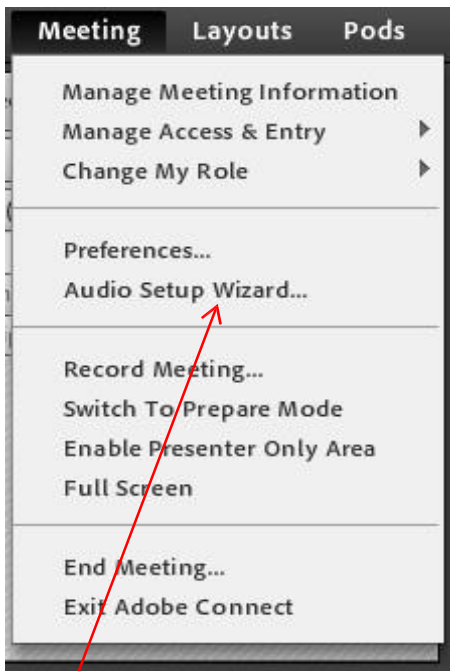 Meeting Layouts Pods
Manage Meeting Information
Manage Access & Entry
Change My Role
Preferences...
Audio Setup Wizard...
Record Meeting...
Switch To Prepare Mode
Enable Presenter Only Area
Full Screen
End Meeting...
Exit Adobe Connect